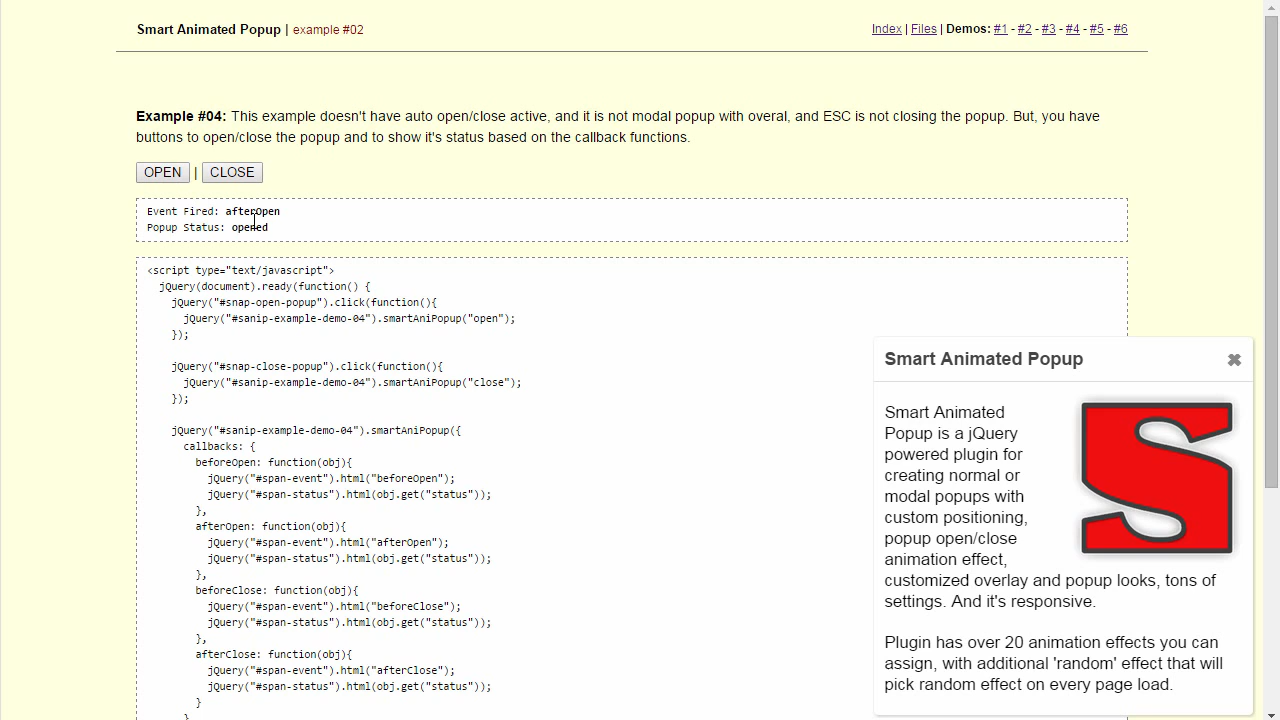 Smart Animated Popup | example #02
Index | Files | Demos: #1 - #2 - #3 - #4 - #5 - #6
Example #04: This example doesn't have auto open/close active, and it is not modal popup with overal, and ESC is not closing the popup. But, you have
buttons to open/close the popup and to show it's status based on the callback functions.
OPEN | CLOSE
Event Fired: afterOpen
Popup Status: opened
<script type="text/javascript">
jQuery(document).ready(function() {
jQuery("#snap-open-popup").click(function(){
jQuery("#sanip-example-demo-04").smartAniPopup("open");
});
jQuery("#snap-close-popup").click(function(){
jQuery("#sanip-example-demo-04").smartAniPopup("close");
});
jQuery("#sanip-example-demo-04").smartAniPopup({
callbacks: {
beforeOpen: function(obj){
jQuery("#span-event").html("beforeOpen");
jQuery("#span-status").html(obj.get("status"));
},
afterOpen: function(obj){
jQuery("#span-event").html("afterOpen");
jQuery("#span-status").html(obj.get("status"));
},
beforeClose: function(obj){
jQuery("#span-event").html("beforeClose");
jQuery("#span-status").html(obj.get("status"));
},
afterClose: function(obj){
jQuery("#span-event").html("afterClose");
jQuery("#span-status").html(obj.get("status"));
}
}
Smart Animated Popup
Smart Animated
Popup is a jQuery
powered plugin for
creating normal or
modal popups with
custom positioning,
popup open/close
animation effect,
customized overlay and popup looks, tons of
settings. And it's responsive.
Plugin has over 20 animation effects you can
assign, with additional 'random' effect that will
pick random effect on every page load.
S